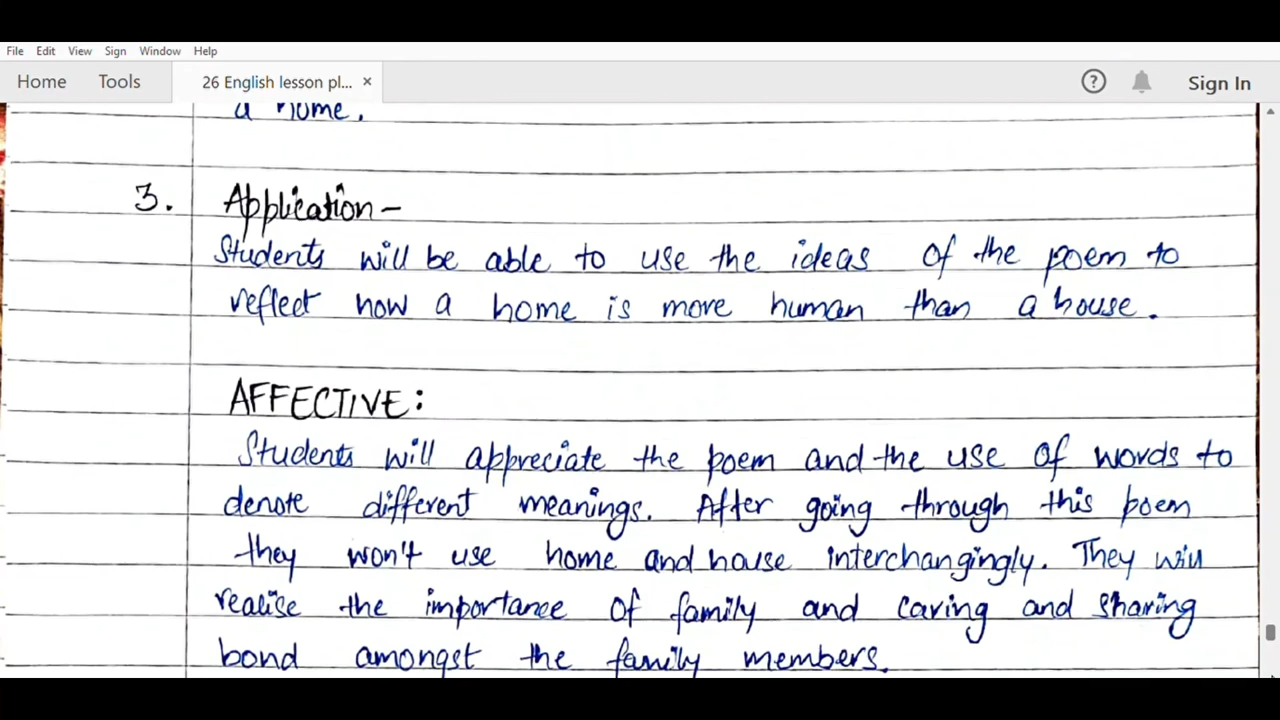 File Edit View Sign Window Help
Home Tools 26 English lesson pl... × ? Sign In
a home.
3. Application -
Students will be able to use the ideas of the poem to
reflect how a home is more human than a house.
AFFECTIVE:
Students will appreciate the poem and the use of words to
denote different meanings. After going through this poem
they won't use home and house interchangingly. They will
realise the importance of family and caring and sharing
bond amongst the family members.